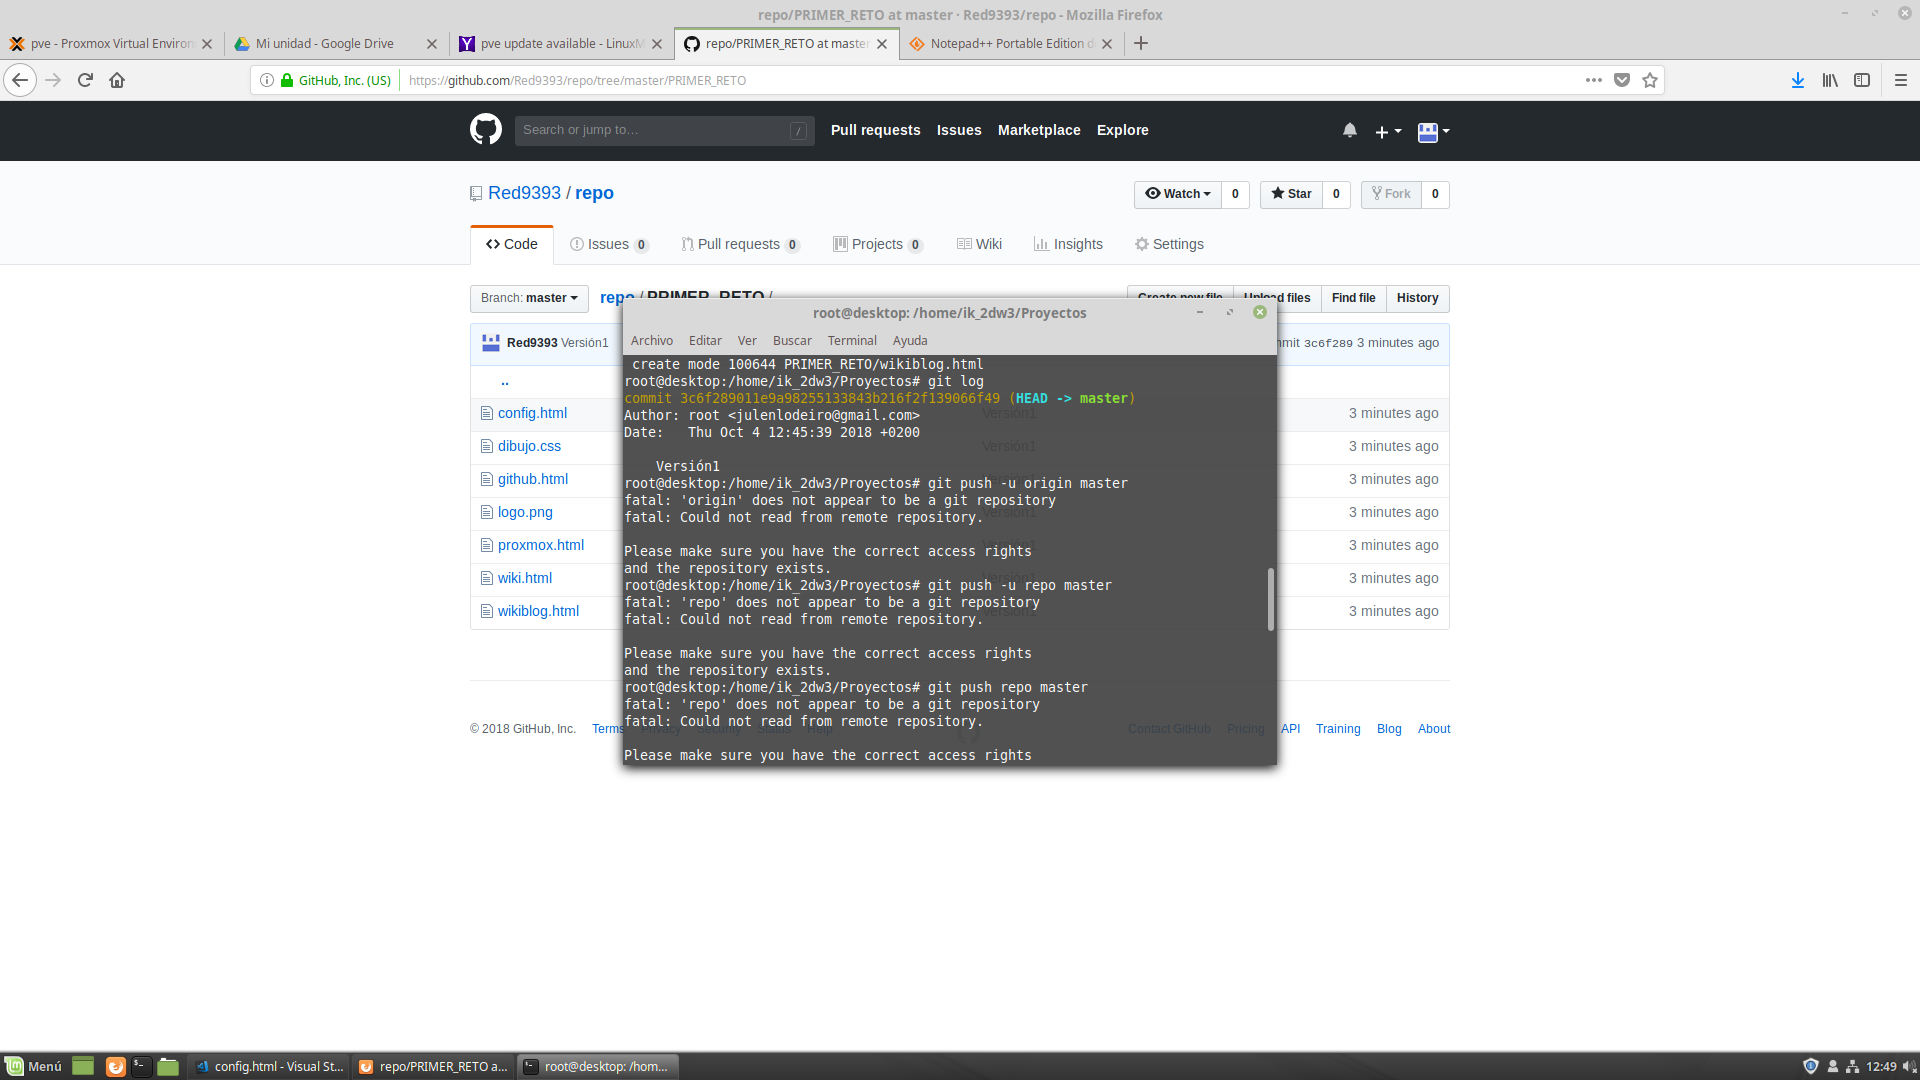 repo/PRIMER_RETO at master · Red9393/repo - Mozilla Firefox
pve - Proxmox Virtual Environ
Mi unidad - Google Drive
pve update available - LinuxM
repo/PRIMER_RETO at master
Notepad++ Portable Edition d
GitHub, Inc. (US)
https://github.com/Red9393/repo/tree/master/PRIMER_RETO
Search or jump to…
/
Pull requests
Issues
Marketplace
Explore
Red9393 / repo
Watch 0
Star 0
Fork 0
Code
Issues 0
Pull requests 0
Projects 0
Wiki
Insights
Settings
Branch: master
repo / PRIMER_RETO /
Create new file
Upload files
Find file
History
Red9393 Versión1
mit 3c6f289 3 minutes ago
..
config.html Versión1 3 minutes ago
dibujo.css Versión1 3 minutes ago
github.html 3 minutes ago
logo.png Versión1 3 minutes ago
proxmox.html Versión1 3 minutes ago
wiki.html 3 minutes ago
wikiblog.html 3 minutes ago
© 2018 GitHub, Inc.
Terms
Privacy
Security
Status
Help
Contact GitHub
Pricing
API
Training
Blog
About
root@desktop: /home/ik_2dw3/Proyectos
Archivo
Editar
Ver
Buscar
Terminal
Ayuda
create mode 100644 PRIMER_RETO/wikiblog.html
root@desktop:/home/ik_2dw3/Proyectos# git log
commit 3c6f289011e9a98255133843b216f2f139066f49 (HEAD -> master)
Author: root <julenlodeiro@gmail.com>
Date:   Thu Oct 4 12:45:39 2018 +0200
Versión1
root@desktop:/home/ik_2dw3/Proyectos# git push -u origin master
fatal: 'origin' does not appear to be a git repository
fatal: Could not read from remote repository.
Please make sure you have the correct access rights
and the repository exists.
root@desktop:/home/ik_2dw3/Proyectos# git push -u repo master
fatal: 'repo' does not appear to be a git repository
fatal: Could not read from remote repository.
Please make sure you have the correct access rights
and the repository exists.
root@desktop:/home/ik_2dw3/Proyectos# git push repo master
fatal: 'repo' does not appear to be a git repository
fatal: Could not read from remote repository.
Please make sure you have the correct access rights
Menú
config.html - Visual St...
repo/PRIMER_RETO a...
root@desktop: /hom...
12:49